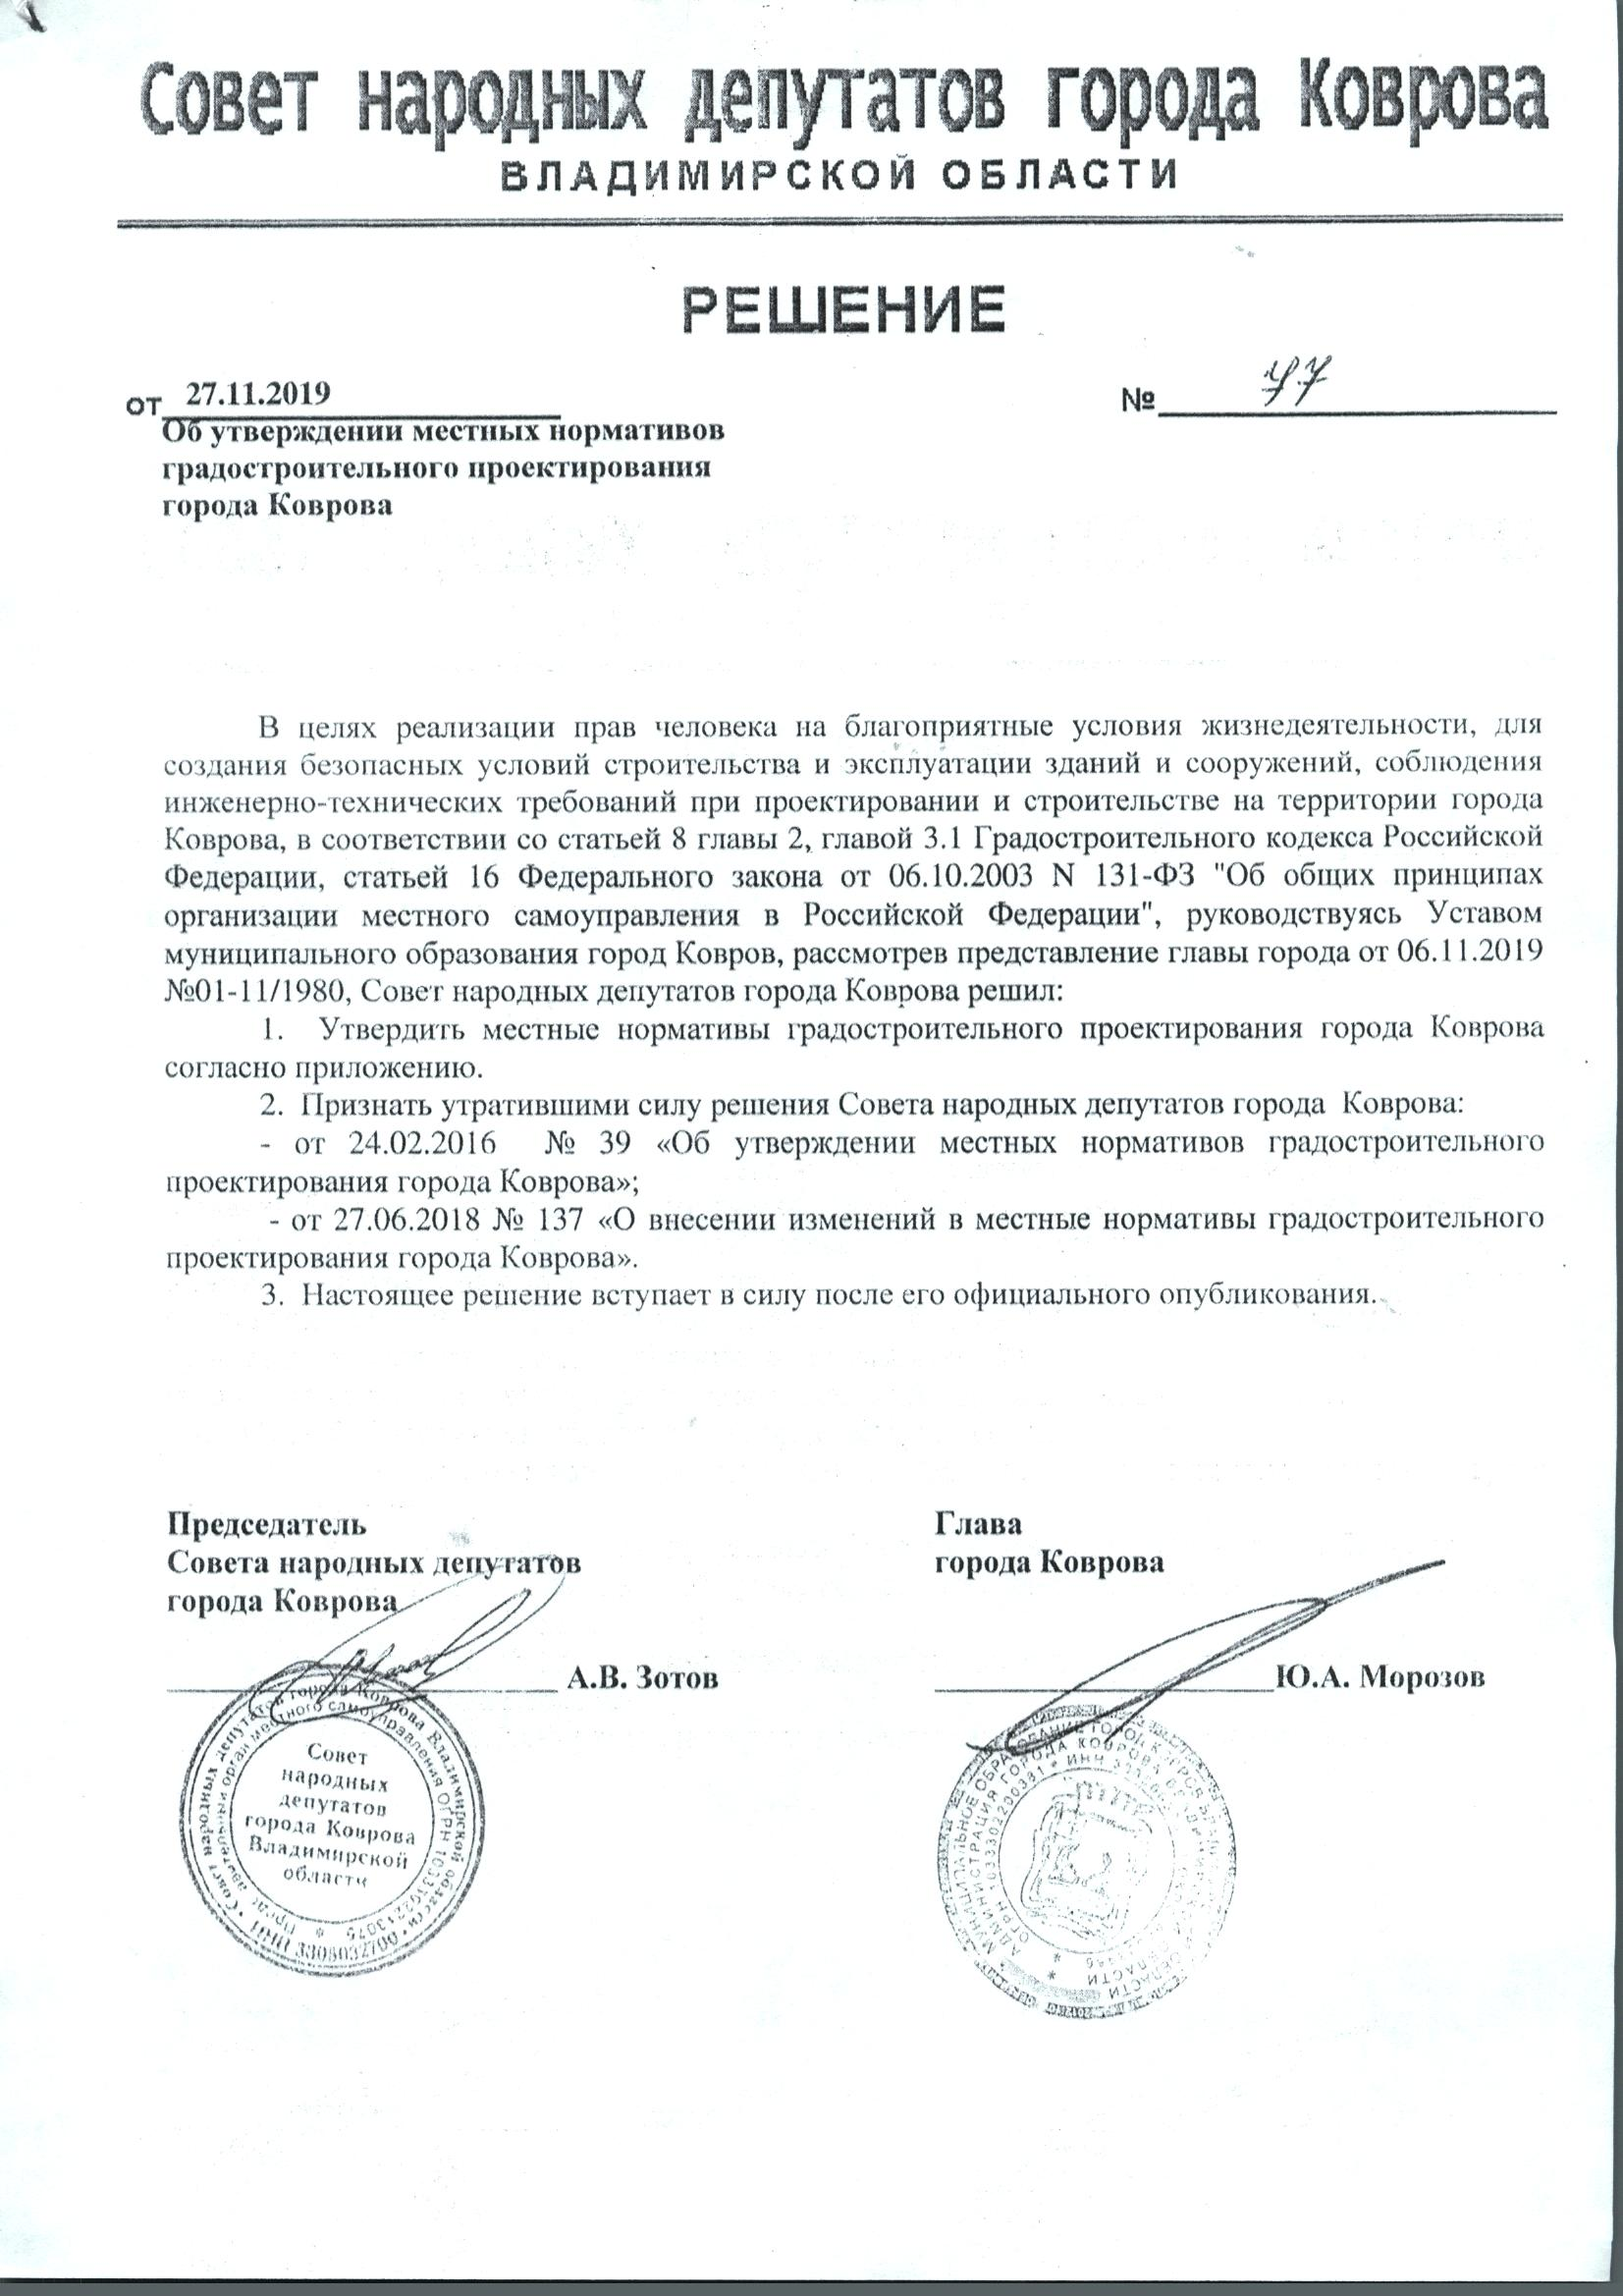 Совет народных депутатов города Коврова
ВЛАДИМИРСКОЙ ОБЛАСТИ
РЕШЕНИЕ
от 27.11.2019 № 77
Об утверждении местных нормативов
градостроительного проектирования
города Коврова
В целях реализации прав человека на благоприятные условия жизнедеятельности, для
создания безопасных условий строительства и эксплуатации зданий и сооружений, соблюдения
инженерно-технических требований при проектировании и строительстве на территории города
Коврова, в соответствии со статьей 8 главы 2, главой 3.1 Градостроительного кодекса Российской
Федерации, статьей 16 Федерального закона от 06.10.2003 N 131-ФЗ "Об общих принципах
организации местного самоуправления в Российской Федерации", руководствуясь Уставом
муниципального образования город Ковров, рассмотрев представление главы города от 06.11.2019
№01-11/1980, Совет народных депутатов города Коврова решил:
1. Утвердить местные нормативы градостроительного проектирования города Коврова
согласно приложению.
2. Признать утратившими силу решения Совета народных депутатов города Коврова:
- от 24.02.2016 № 39 «Об утверждении местных нормативов градостроительного
проектирования города Коврова»;
- от 27.06.2018 № 137 «О внесении изменений в местные нормативы градостроительного
проектирования города Коврова».
3. Настоящее решение вступает в силу после его официального опубликования.
Председатель
Совета народных депутатов
города Коврова
А.В. Зотов
Глава
города Коврова
Ю.А. Морозов
Совет
народных
депутатов
города Коврова
Владимирской
области